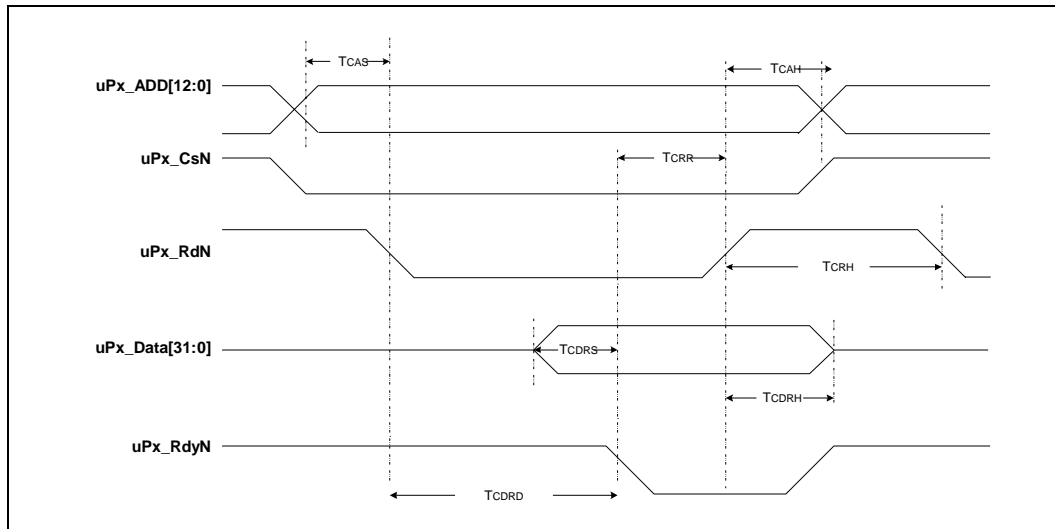 TCAS
TCAH
uPx_ADD[12:0]
uPx_CsN
TCRR
uPx_RdN
TCRH
uPx_Data[31:0]
TCDRS
TCDRH
uPx_RdyN
TCDRD